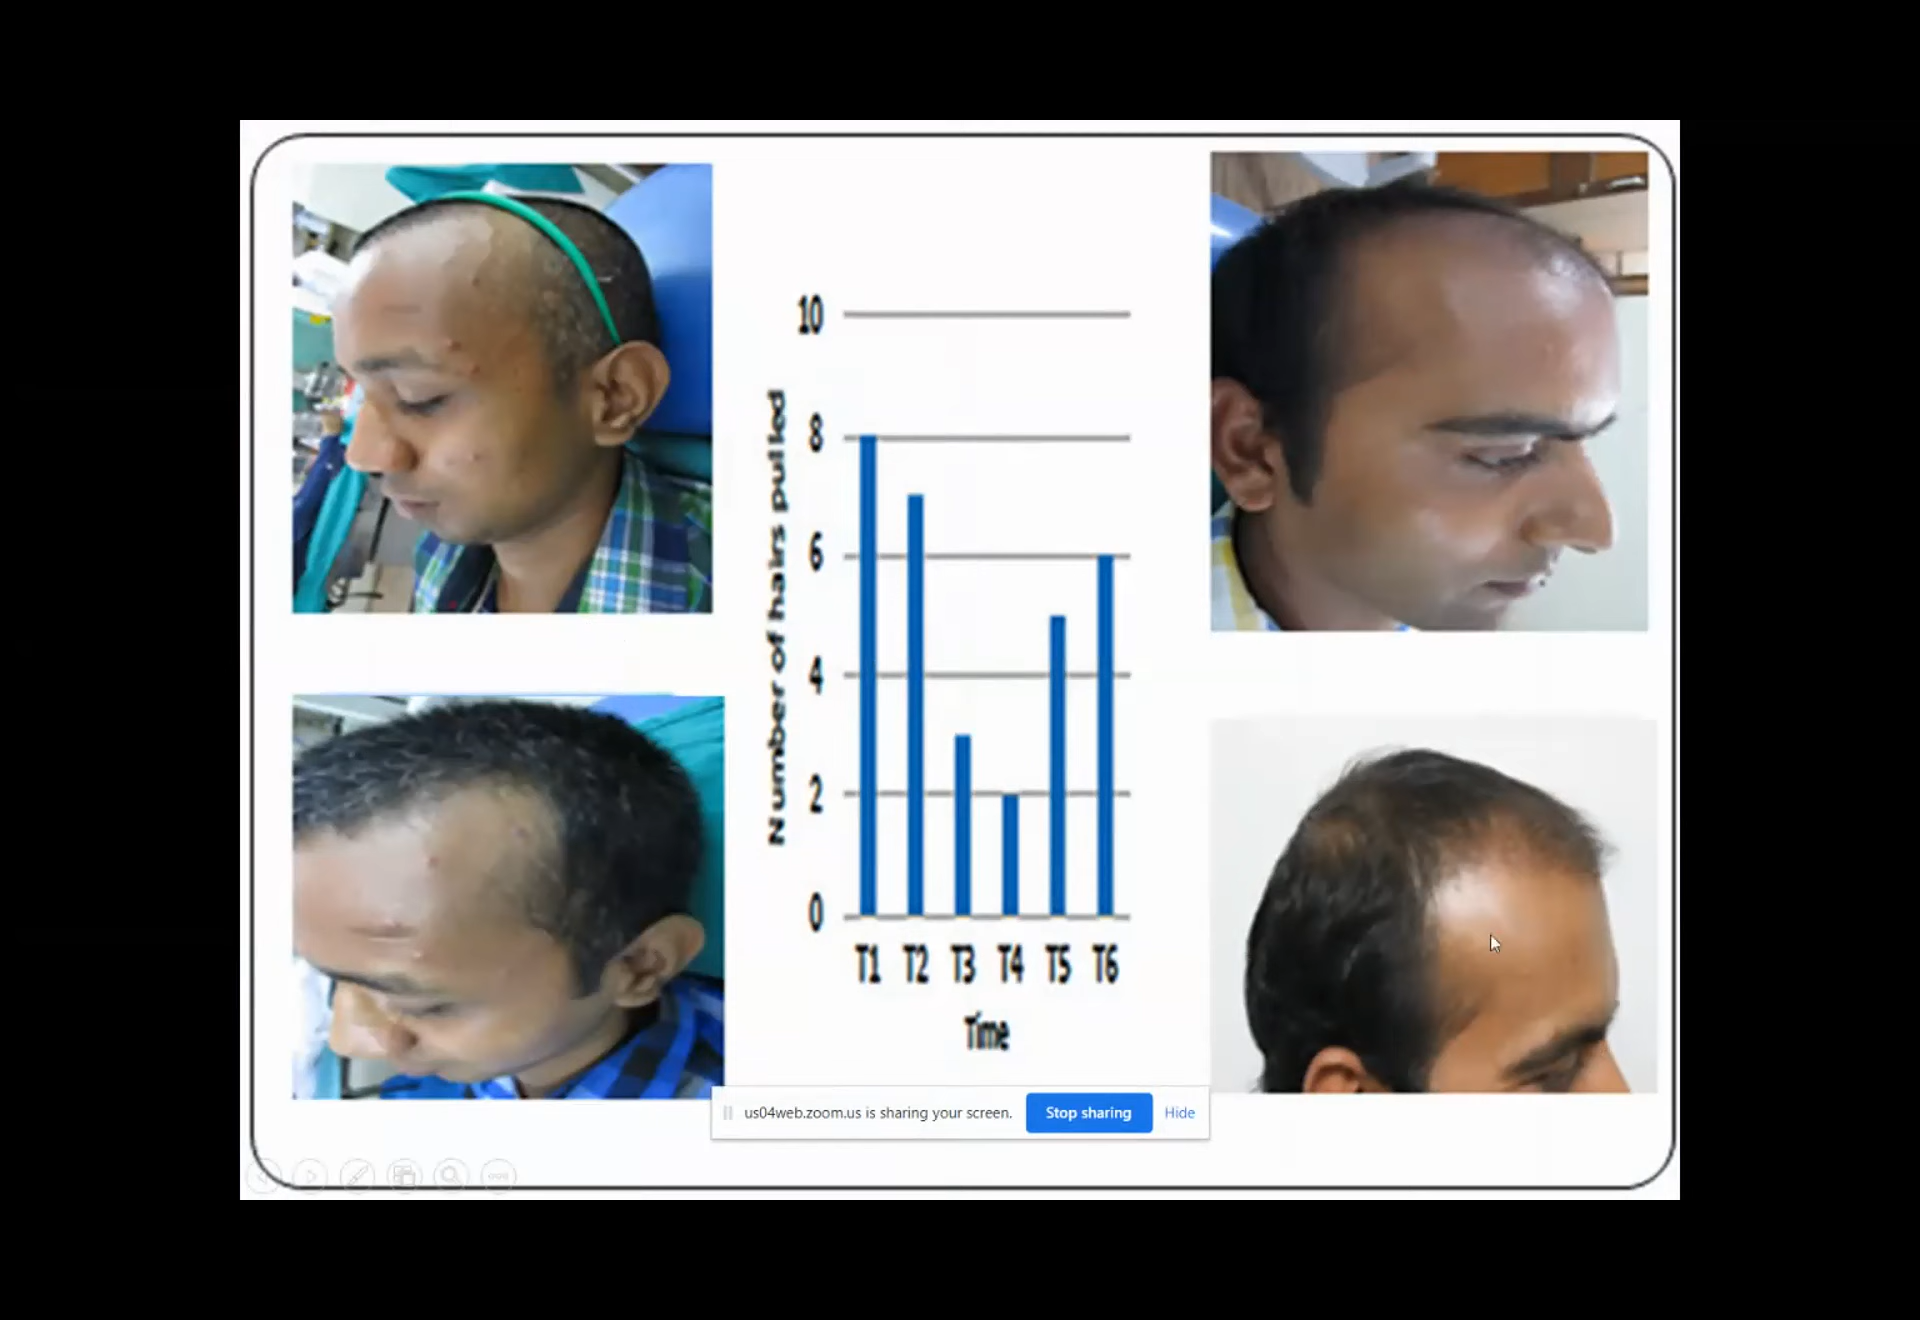 10
8
6
4
2
0
Number of hairs pulled
T1 T2 T3 T4 T5 T6
Time
us04web.zoom.us is sharing your screen. Stop sharing Hide